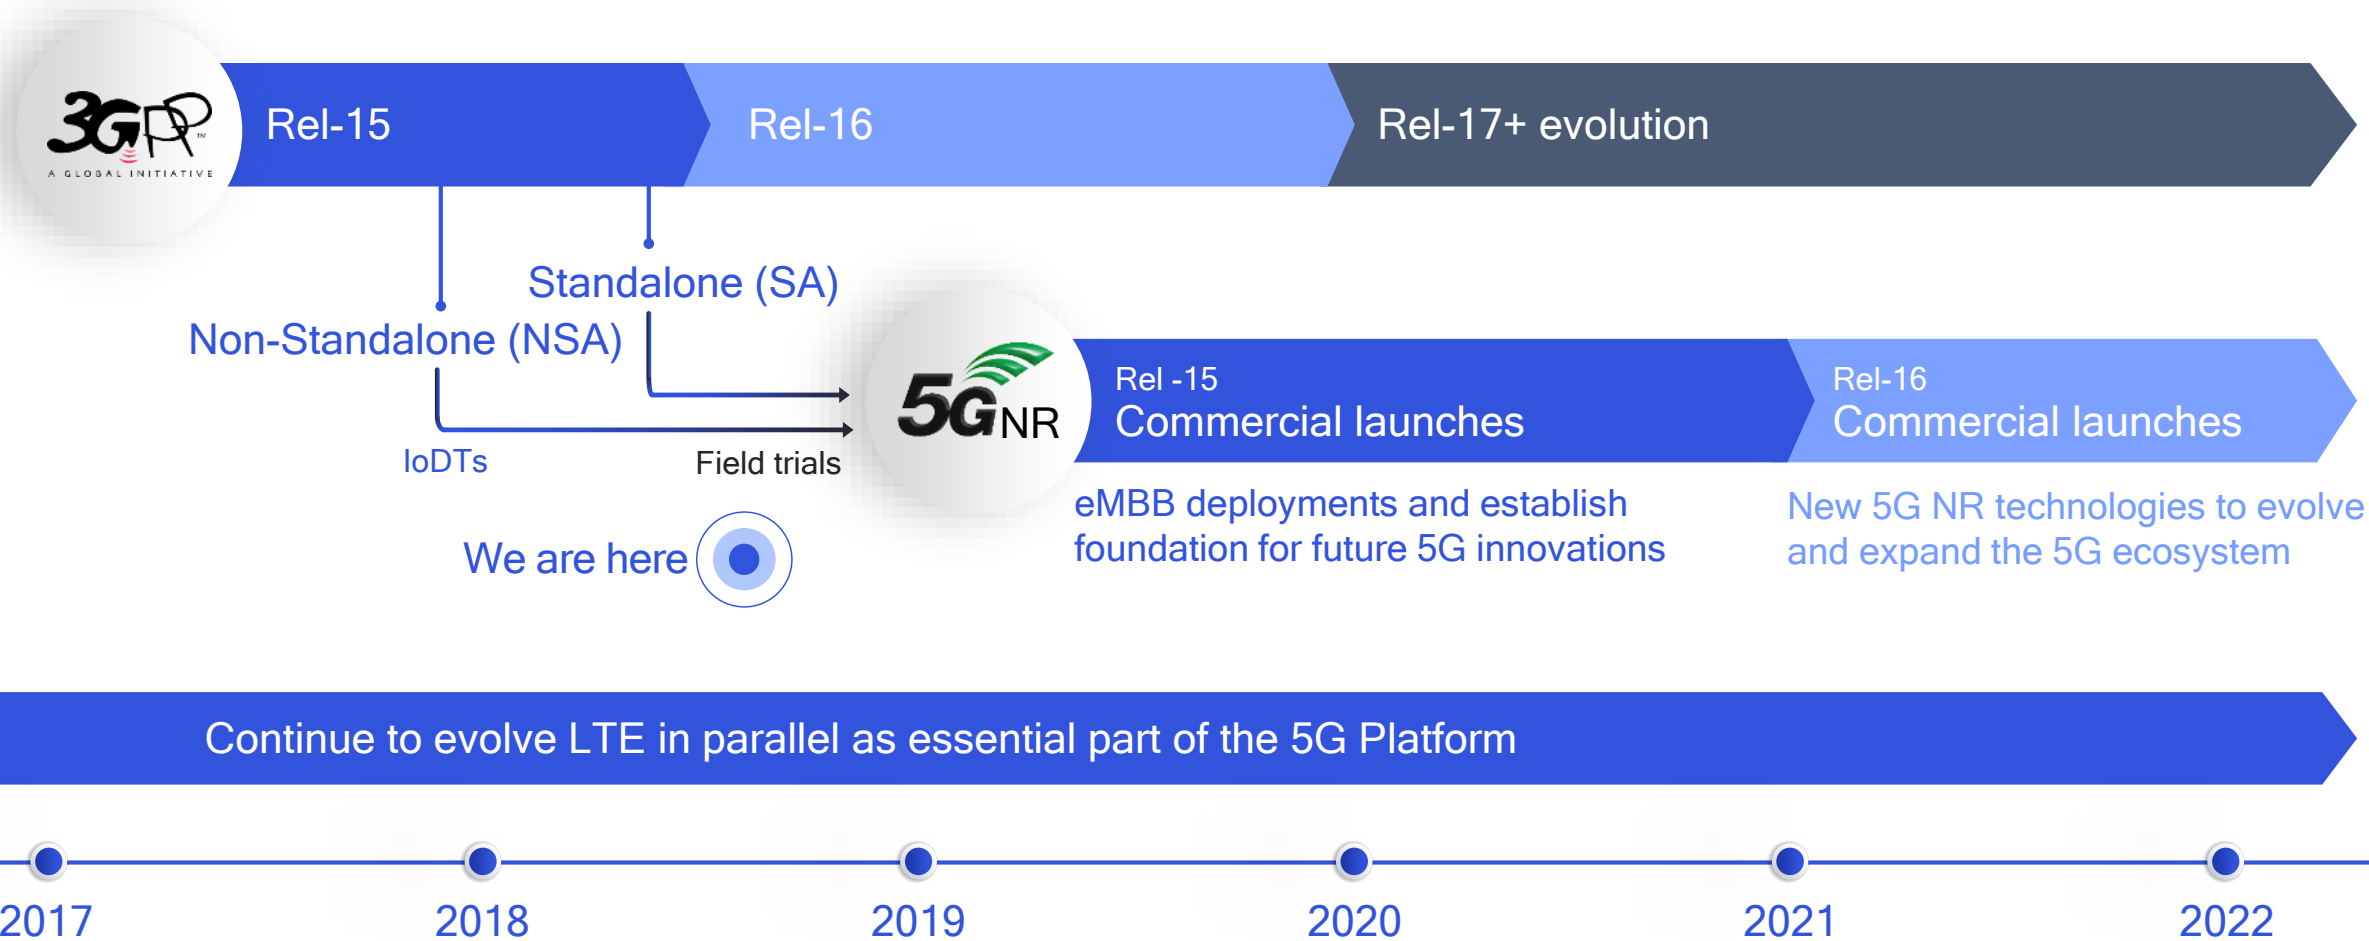 3GPP™
A GLOBAL INITIATIVE
Rel-15
Rel-16
Rel-17+ evolution
Standalone (SA)
Non-Standalone (NSA)
IoDTs
Field trials
We are here
5G NR
Rel -15
Commercial launches
Rel-16
Commercial launches
eMBB deployments and establish
foundation for future 5G innovations
New 5G NR technologies to evolve
and expand the 5G ecosystem
Continue to evolve LTE in parallel as essential part of the 5G Platform
2017
2018
2019
2020
2021
2022